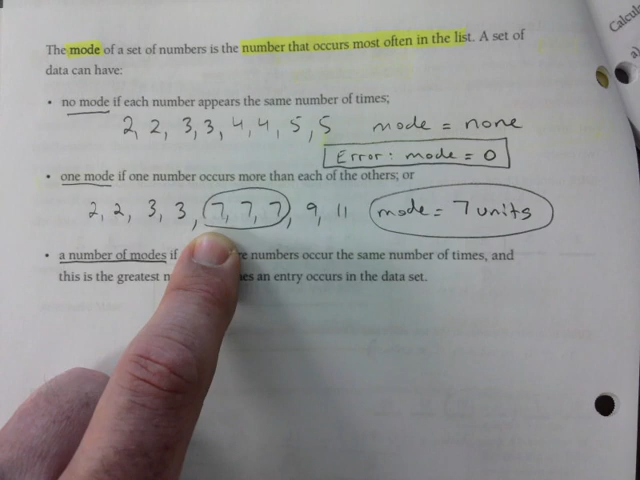 The mode of a set of numbers is the number that occurs most often in the list. A set of
data can have:
• no mode if each number appears the same number of times;
2, 2, 3, 3, 4, 4, 5, 5 mode = none
Error: mode = 0
• one mode if one number occurs more than each of the others; or
2, 2, 3, 3, 7, 7, 7, 9, 11 mode = 7 units
• a number of modes if numbers occur the same number of times, and
this is the greatest an entry occurs in the data set.
a)